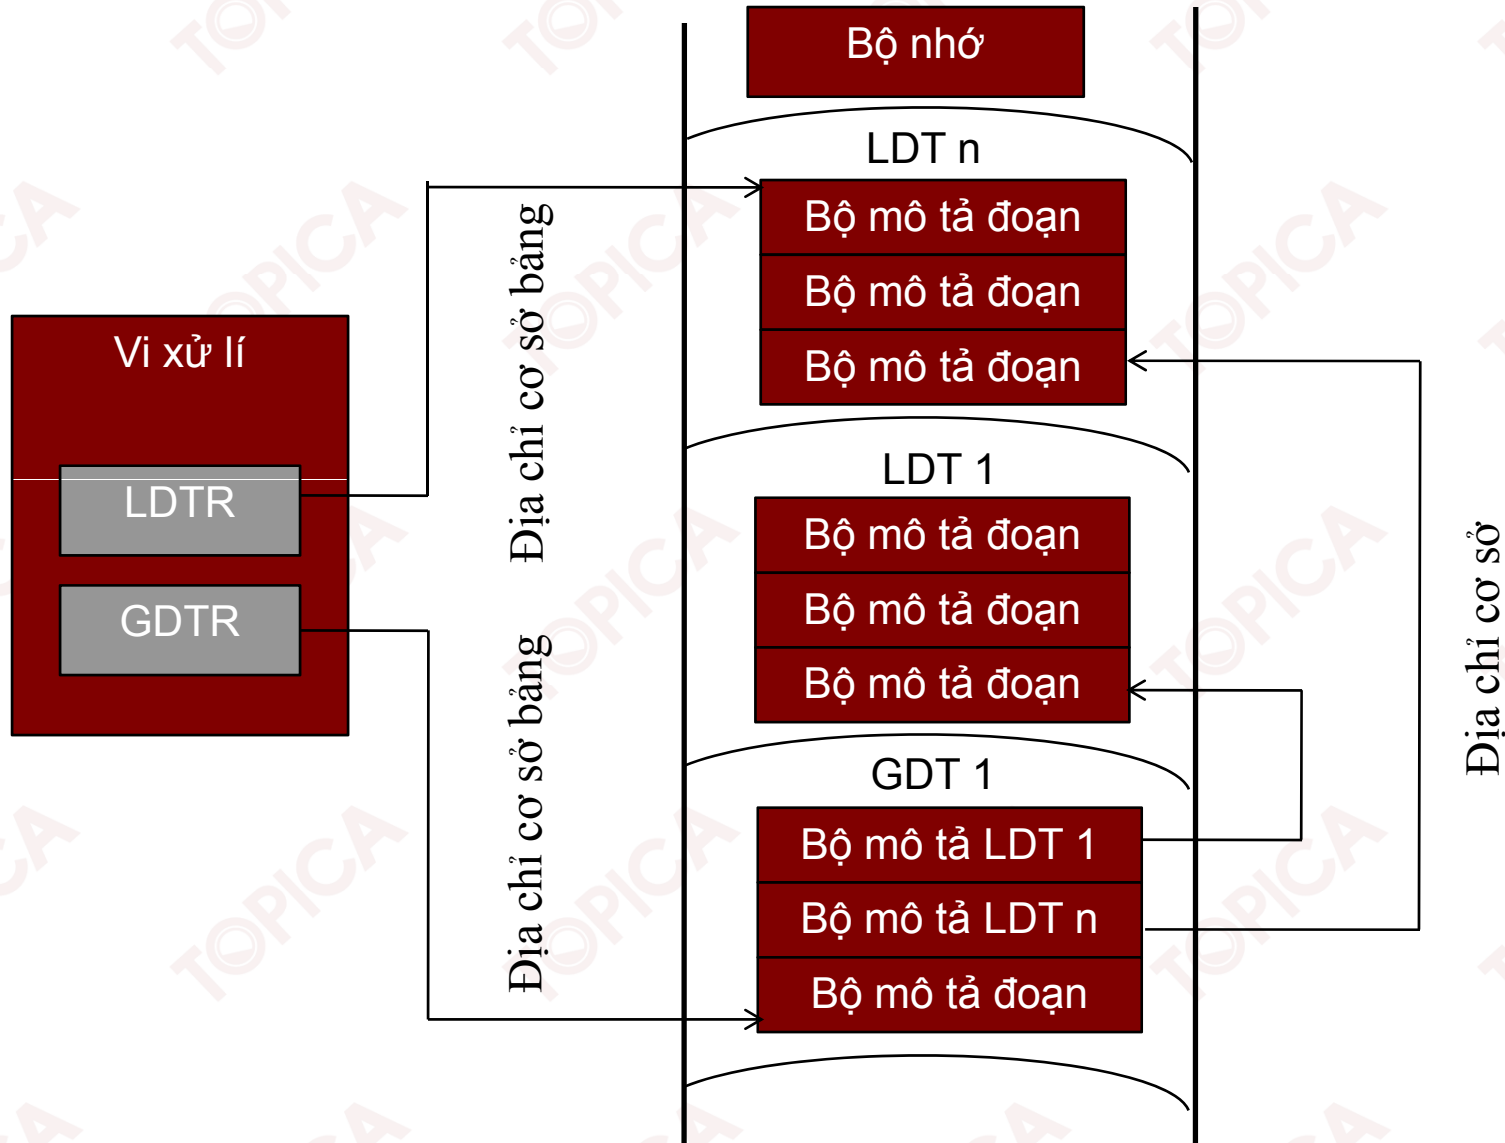 Bộ nhớ
LDT n
Bộ mô tả đoạn
Bộ mô tả đoạn
Bộ mô tả đoạn
Vi xử lí
LDTR
GDTR
Địa chỉ cơ sở bảng
Địa chỉ cơ sở bảng
LDT 1
Bộ mô tả đoạn
Bộ mô tả đoạn
Bộ mô tả đoạn
Địa chỉ cơ sở
GDT 1
Bộ mô tả LDT 1
Bộ mô tả LDT n
Bộ mô tả đoạn
TOPICA